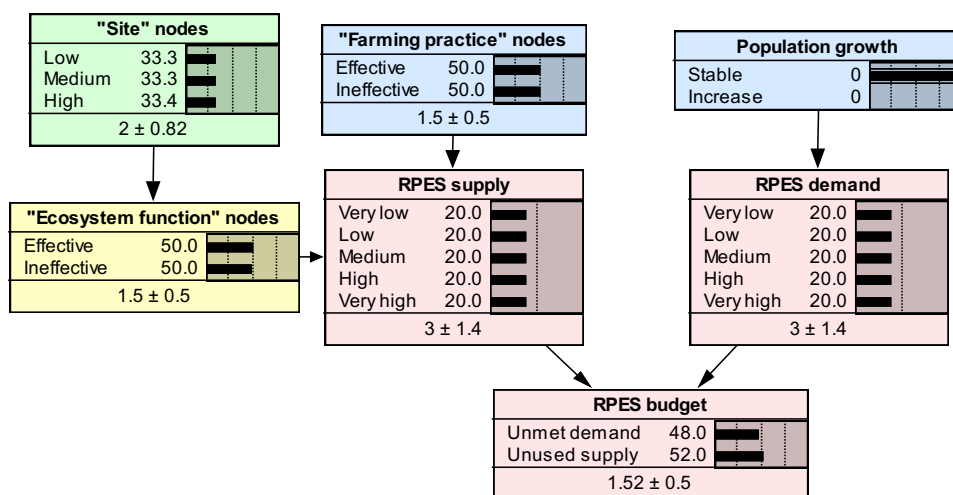 "Site" nodes
Low 33.3
Medium 33.3
High 33.4
2 ± 0.82
"Farming practice" nodes
Effective 50.0
Ineffective 50.0
1.5 ± 0.5
Population growth
Stable 0
Increase 0
"Ecosystem function" nodes
Effective 50.0
Ineffective 50.0
1.5 ± 0.5
RPES supply
Very low 20.0
Low 20.0
Medium 20.0
High 20.0
Very high 20.0
3 ± 1.4
RPES demand
Very low 20.0
Low 20.0
Medium 20.0
High 20.0
Very high 20.0
3 ± 1.4
RPES budget
Unmet demand 48.0
Unused supply 52.0
1.52 ± 0.5